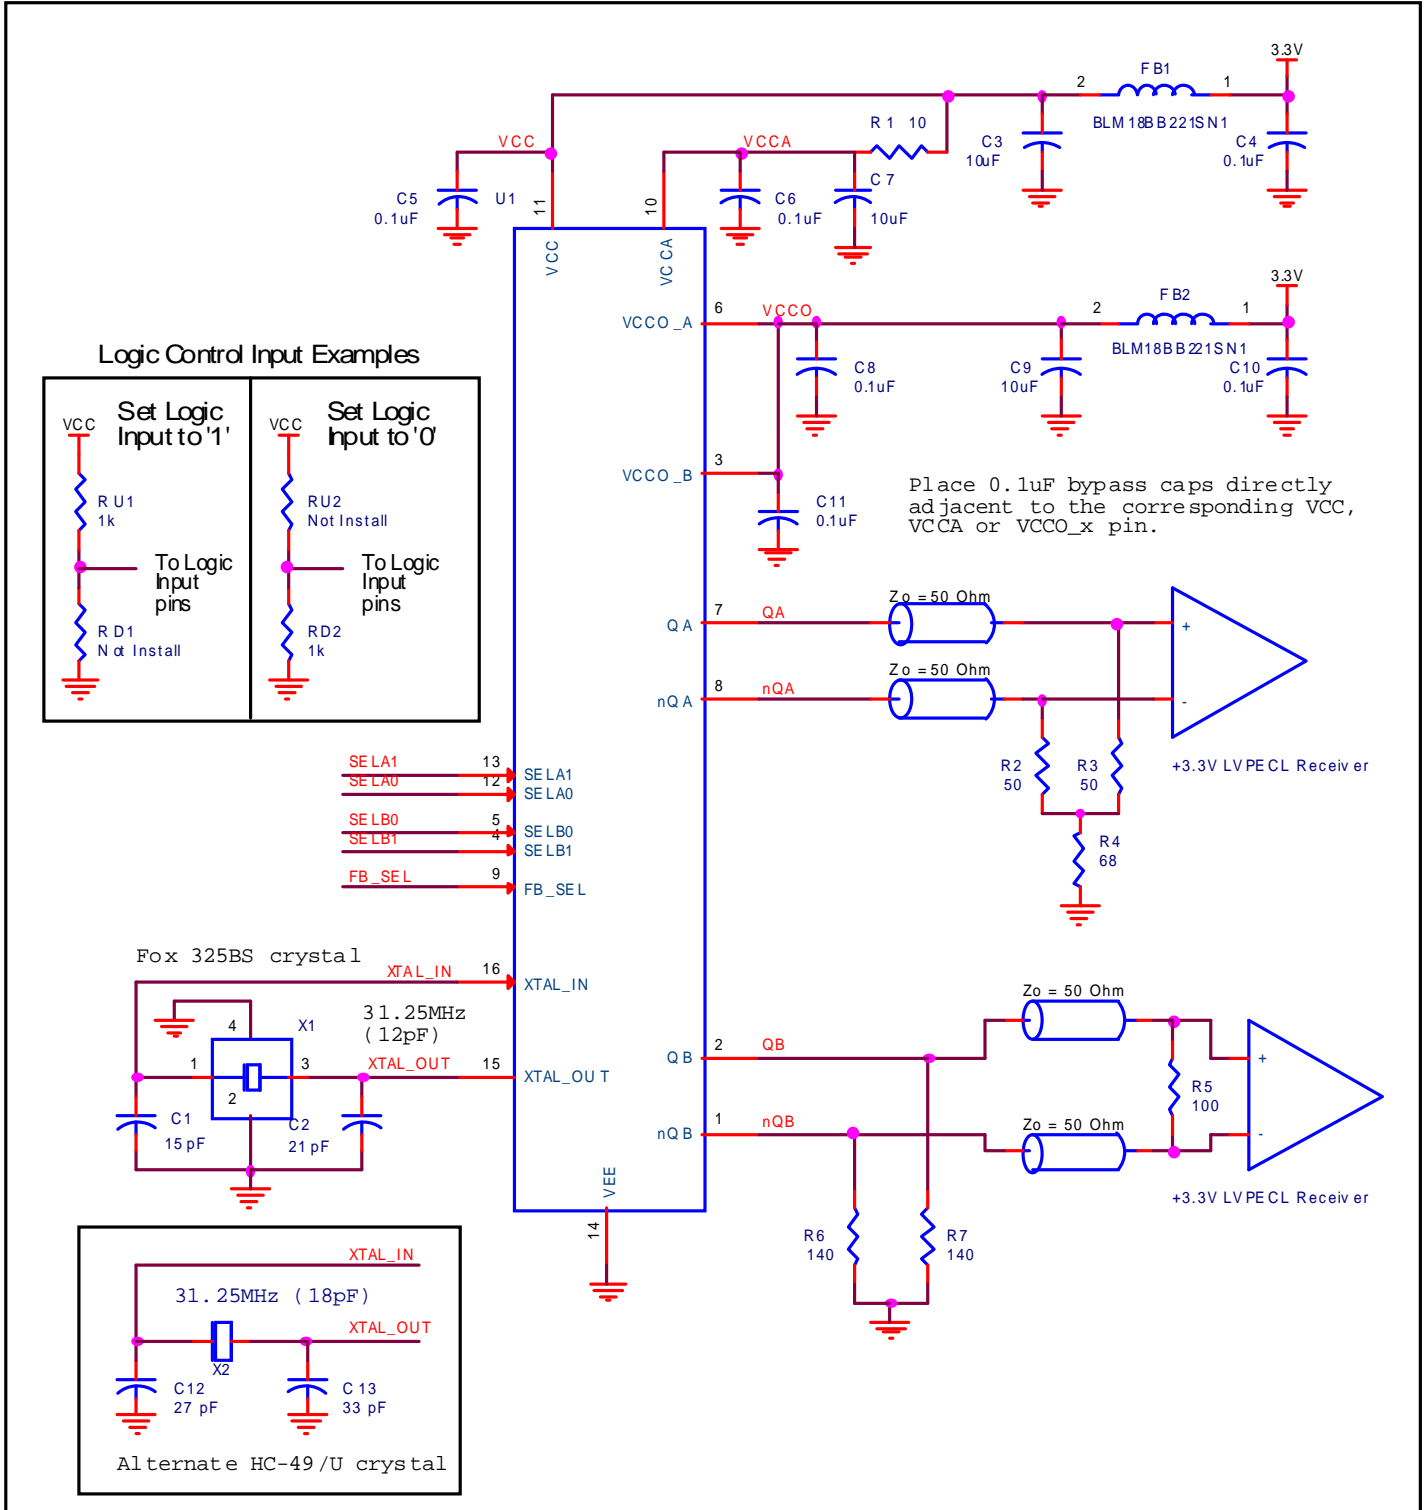 3.3V
FB1
2
1
BLM18BB221SN1
R1 10
C3
10uF
C4
0.1uF
VCC
VCCA
C5
0.1uF
U1
11
10
C6
0.1uF
C7
10uF
VCC
VCCA
3.3V
FB2
2
1
BLM18BB221SN1
VCCO_A
6
VCCO
C8
0.1uF
C9
10uF
C10
0.1uF
Logic Control Input Examples
VCC
Set Logic
Input to '1'
VCC
Set Logic
Input to '0'
RU1
1k
RU2
Not Install
To Logic
Input
pins
To Logic
Input
pins
RD1
Not Install
RD2
1k
VCCO_B
3
C11
0.1uF
Place 0.1uF bypass caps directly
adjacent to the corresponding VCC,
VCCA or VCCO_x pin.
QA
7
QA
Zo = 50 Ohm
+
nQA
8
nQA
Zo = 50 Ohm
-
R2
50
R3
50
+3.3V LVPECL Receiver
R4
68
SELA1
13
SELA1
SELA0
12
SELA0
SELB0
5
SELB0
SELB1
4
SELB1
FB_SEL
9
FB_SEL
Fox 325BS crystal
XTAL_IN
16
XTAL_IN
31.25MHz
(12pF)
4
X1
1
3
2
XTAL_OUT
15
XTAL_OUT
C1
15pF
C2
21pF
QB
2
QB
Zo = 50 Ohm
+
R5
100
nQB
1
nQB
Zo = 50 Ohm
-
+3.3V LVPECL Receiver
VEE
14
R6
140
R7
140
XTAL_IN
31.25MHz (18pF)
XTAL_OUT
X2
C12
27 pF
C13
33 pF
Alternate HC-49/U crystal